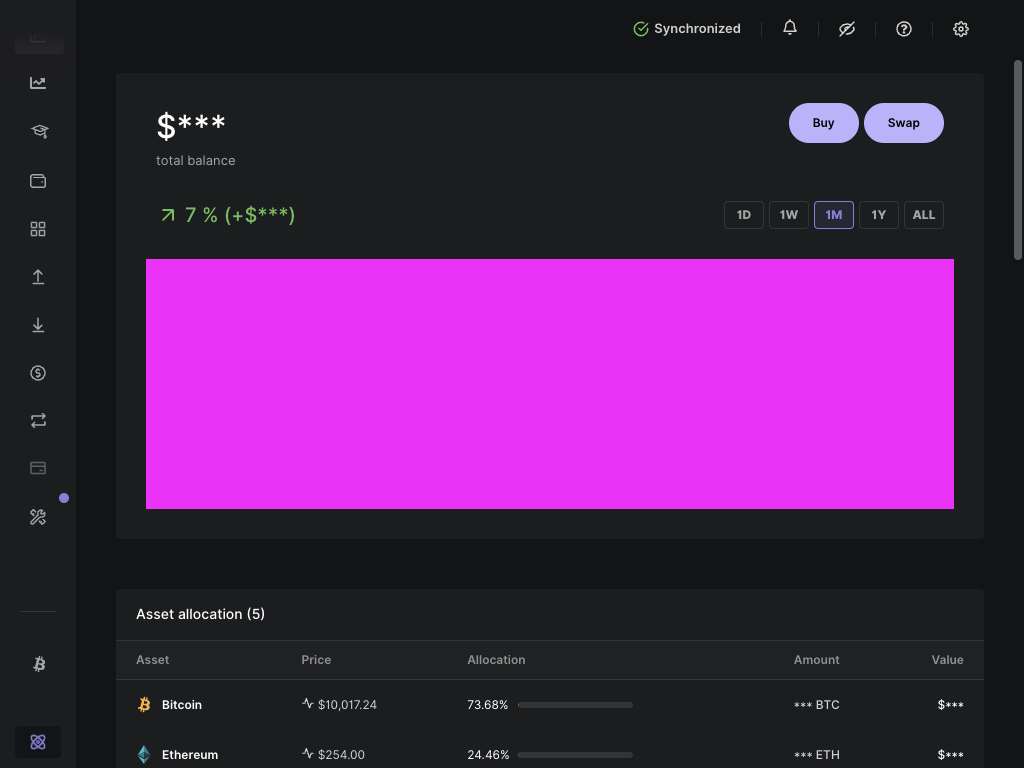 Synchronized
$***
Buy
Swap
total balance
7 % (+$***)
1D 1W 1M 1Y ALL
Asset allocation (5)
Asset Price Allocation Amount Value
Bitcoin $10,017.24 73.68% *** BTC $***
Ethereum $254.00 24.46% *** ETH $***